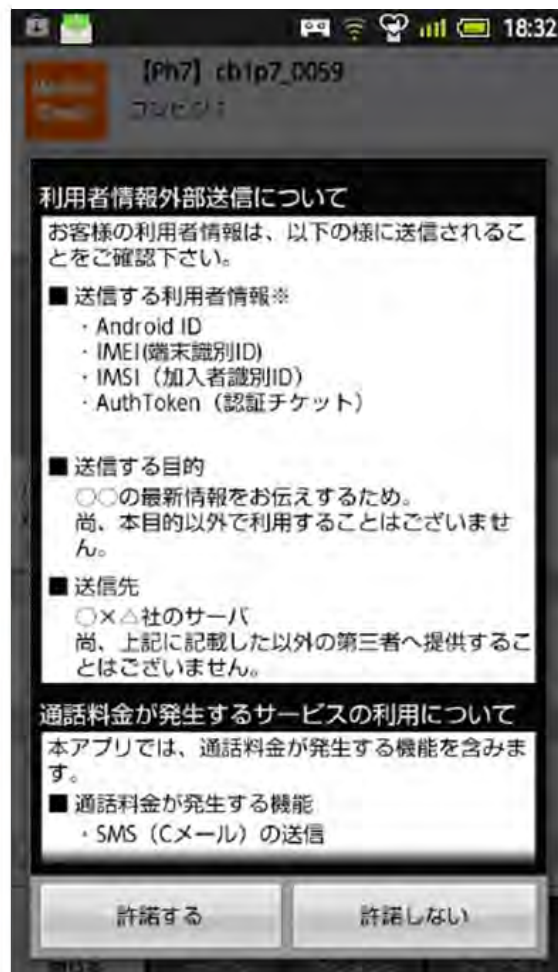 18:32
【Ph7】cb1p7_0059
利用者情報外部送信について
お客様の利用者情報は、以下の様に送信されるこ
とをご確認下さい。
■ 送信する利用者情報※
・Android ID
・IMEI(端末識別ID)
・IMSI（加入者識別ID）
・AuthToken（認証チケット）
■ 送信する目的
○○の最新情報をお伝えするため。
尚、本目的以外で利用することはございませ
ん。
■ 送信先
○×△社のサーバ
尚、上記に記載した以外の第三者へ提供するこ
とはございません。
通話料金が発生するサービスの利用について
本アプリでは、通話料金が発生する機能を含みま
す。
■ 通話料金が発生する機能
・SMS（Cメール）の送信
許諾する
許諾しない